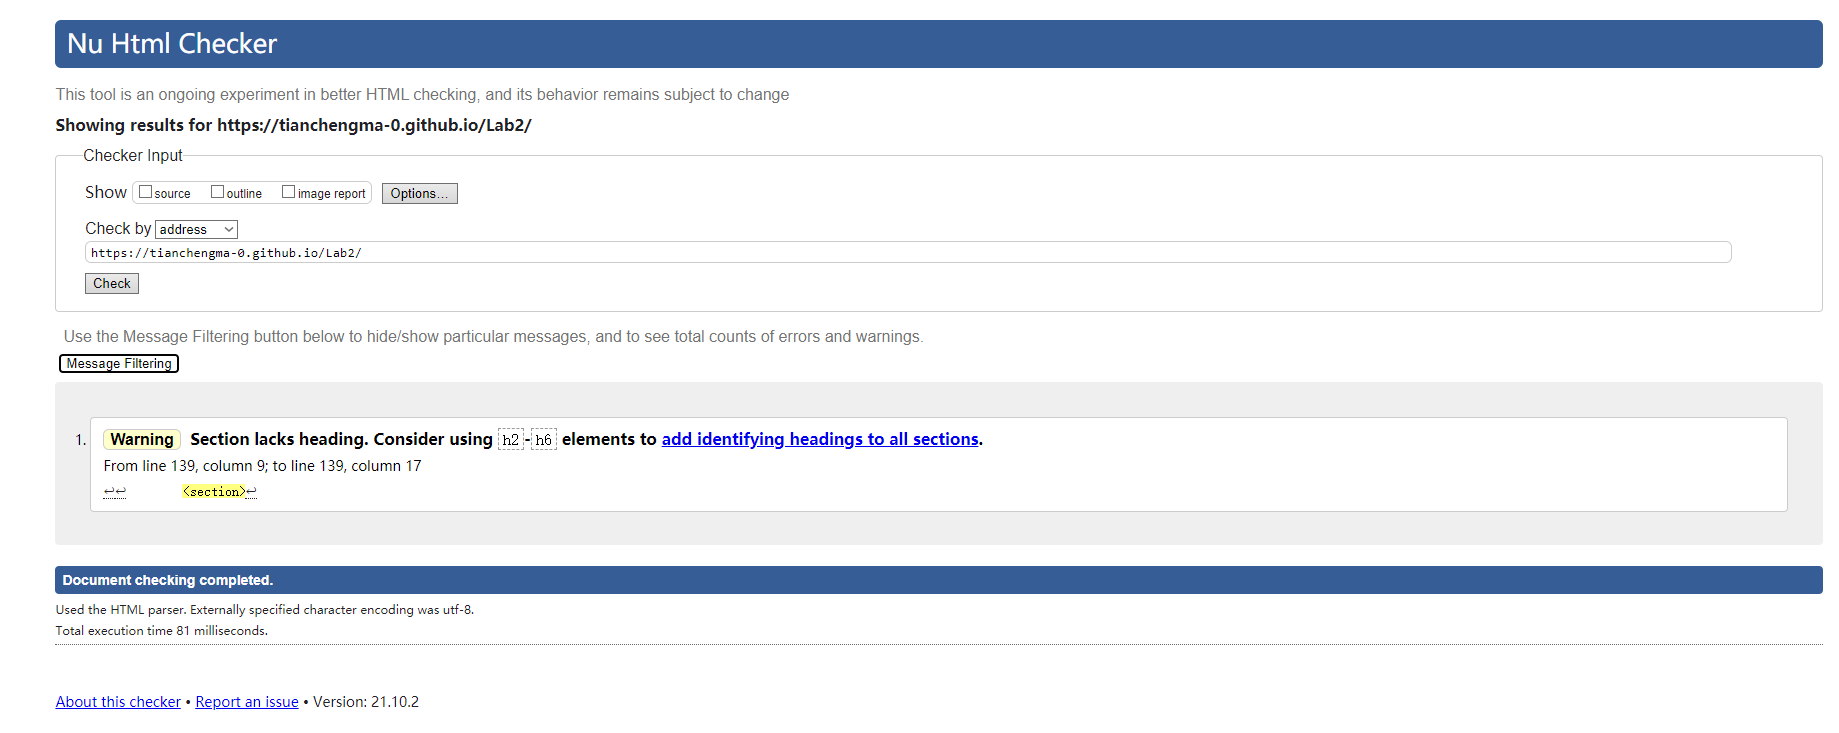 Nu Html Checker
This tool is an ongoing experiment in better HTML checking, and its behavior remains subject to change
Showing results for https://tianchengma-0.github.io/Lab2/
Checker Input
Show source outline image report Options...
Check by address
https://tianchengma-0.github.io/Lab2/
Check
Use the Message Filtering button below to hide/show particular messages, and to see total counts of errors and warnings.
Message Filtering
1. Warning Section lacks heading. Consider using h2-h6 elements to add identifying headings to all sections.
From line 139, column 9; to line 139, column 17
↩↩ <section>↩
Document checking completed.
Used the HTML parser. Externally specified character encoding was utf-8.
Total execution time 81 milliseconds.
About this checker • Report an issue • Version: 21.10.2